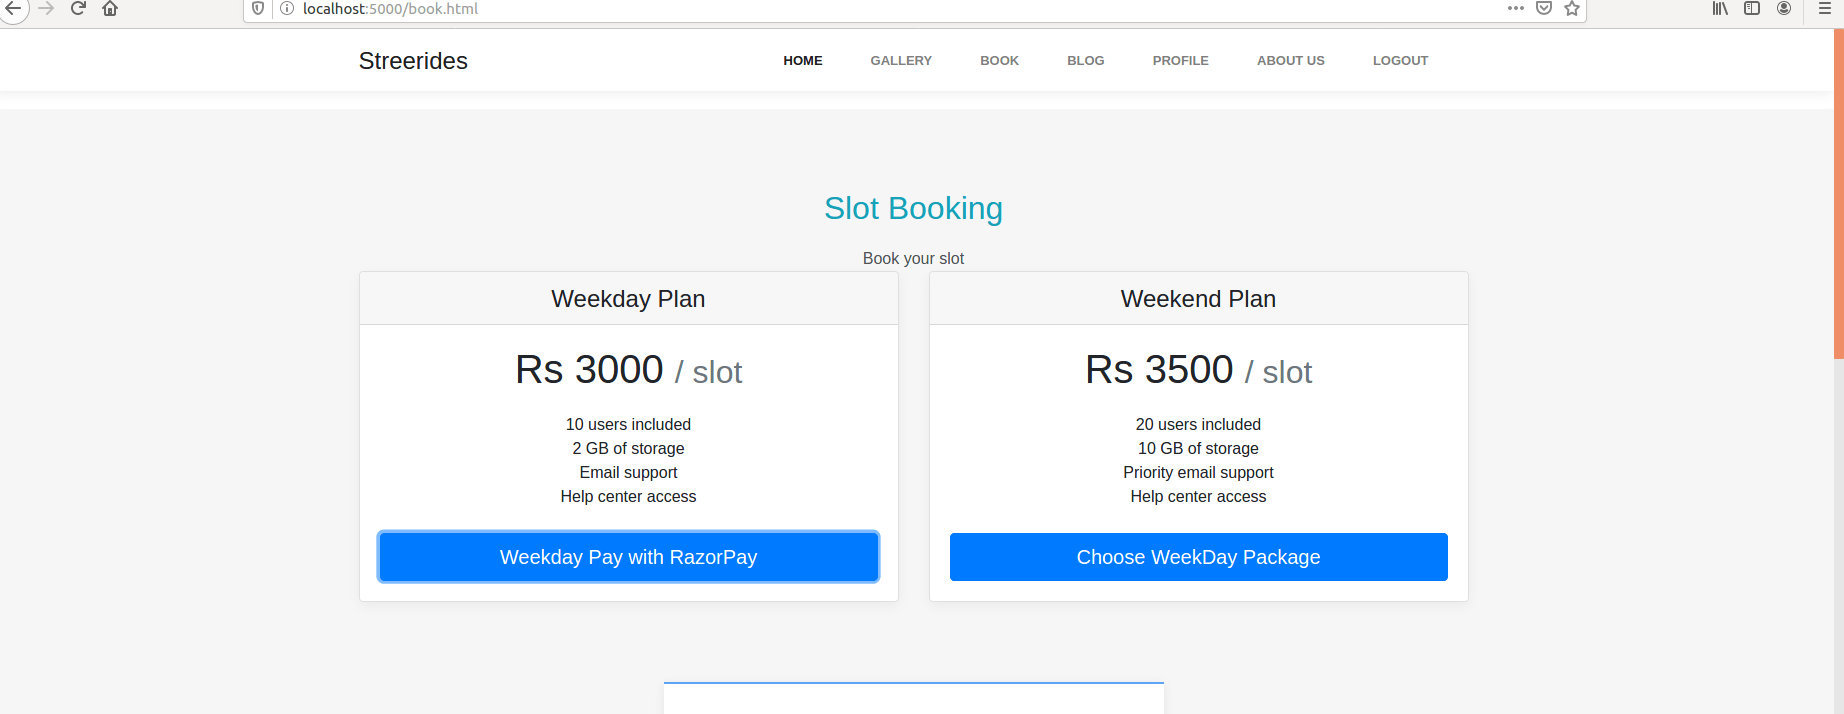 localhost:5000/book.html
Streerides HOME GALLERY BOOK BLOG PROFILE ABOUT US LOGOUT
Slot Booking
Book your slot
Weekday Plan
Rs 3000 / slot
10 users included
2 GB of storage
Email support
Help center access
Weekday Pay with RazorPay
Weekend Plan
Rs 3500 / slot
20 users included
10 GB of storage
Priority email support
Help center access
Choose WeekDay Package